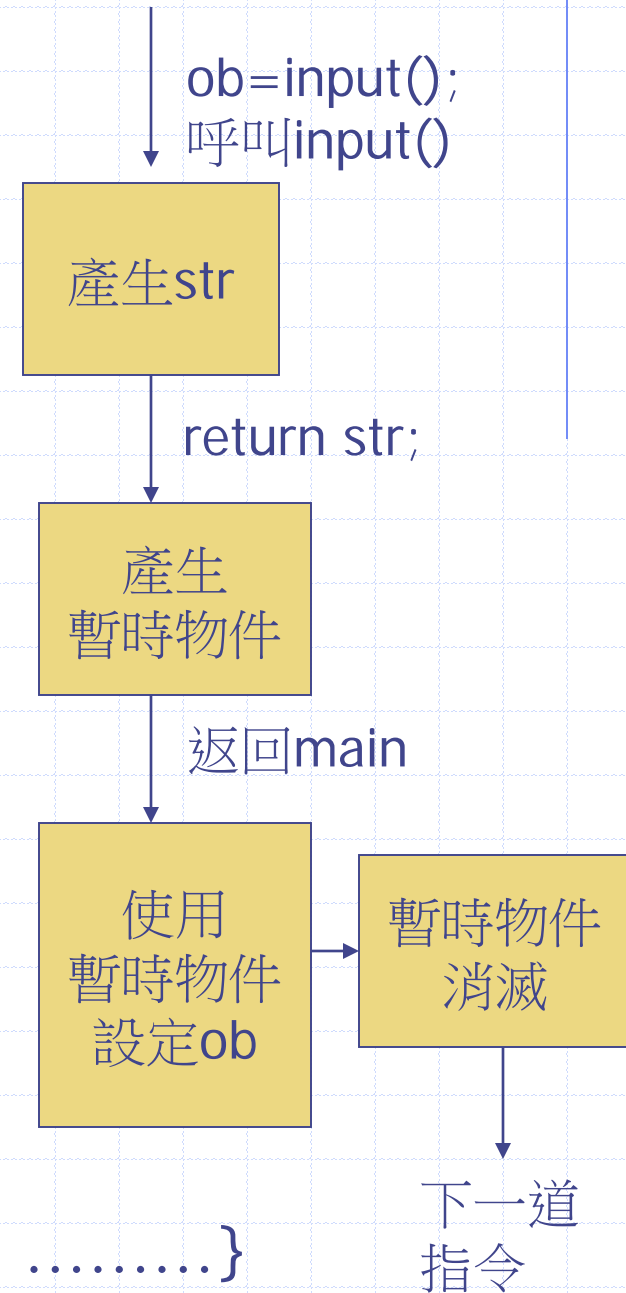 ob=input();
呼叫input()
產生str
return str;
產生
暫時物件
返回main
使用
暫時物件
設定ob
暫時物件
消滅
下一道
指令
.........}